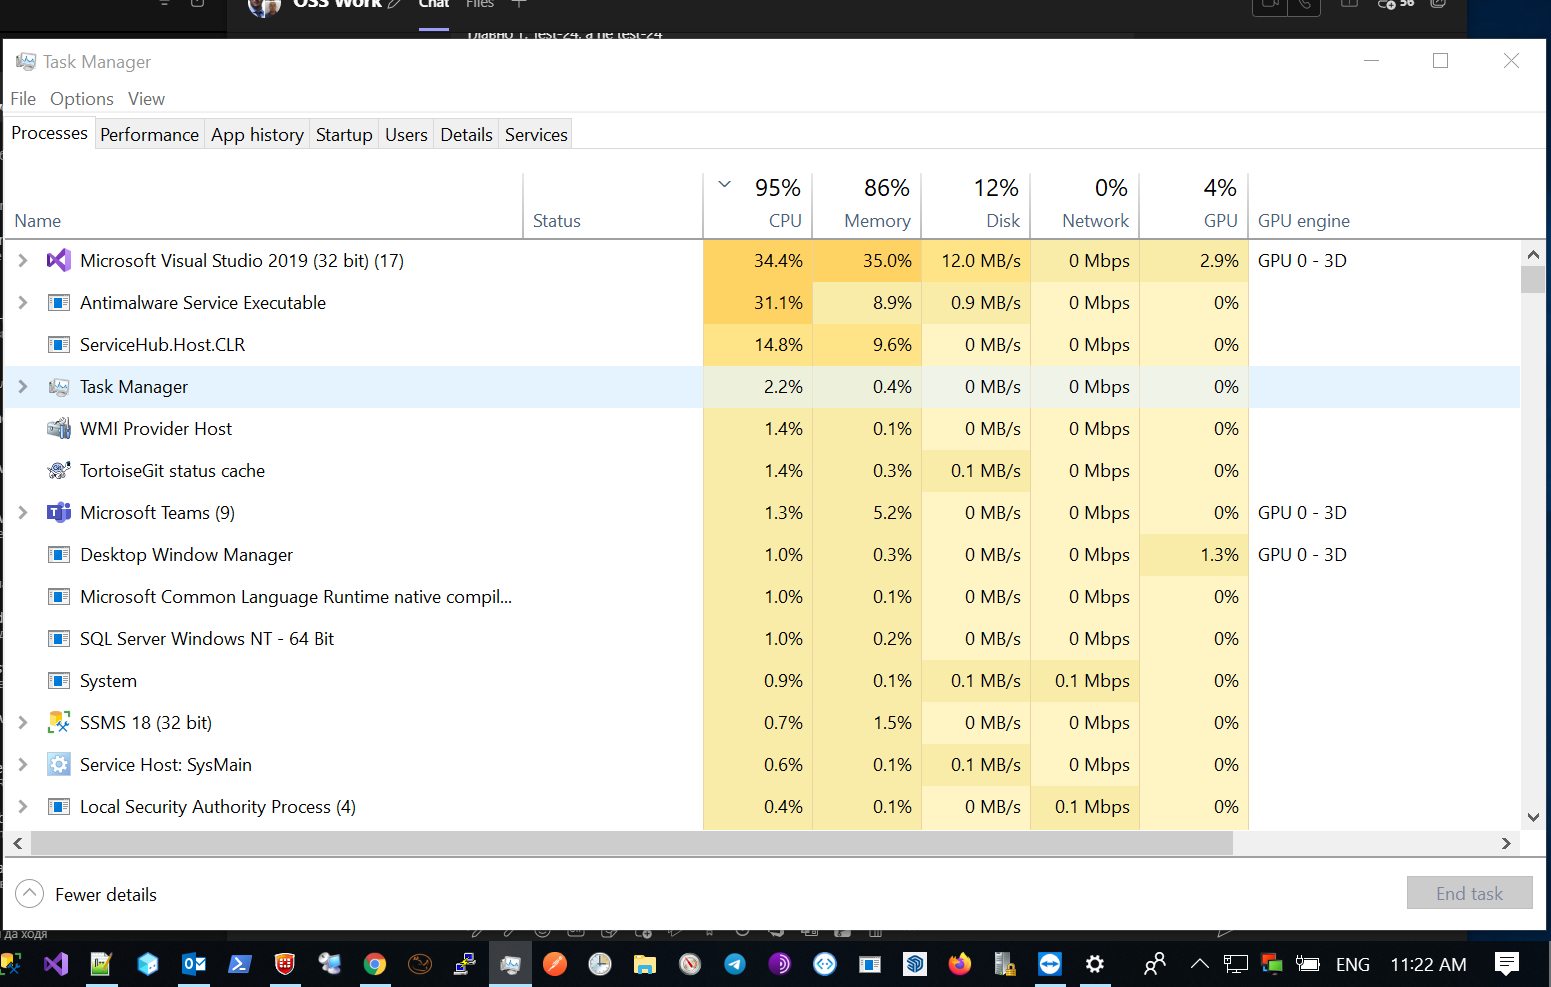 OSS Work Chat Files 56
Главно Т, Test-24, а не test-24
Task Manager
File Options View
Processes Performance App history Startup Users Details Services
95% 86% 12% 0% 4%
Name Status CPU Memory Disk Network GPU GPU engine
Microsoft Visual Studio 2019 (32 bit) (17) 34.4% 35.0% 12.0 MB/s 0 Mbps 2.9% GPU 0 - 3D
Antimalware Service Executable 31.1% 8.9% 0.9 MB/s 0 Mbps 0%
ServiceHub.Host.CLR 14.8% 9.6% 0 MB/s 0 Mbps 0%
Task Manager 2.2% 0.4% 0 MB/s 0 Mbps 0%
WMI Provider Host 1.4% 0.1% 0 MB/s 0 Mbps 0%
TortoiseGit status cache 1.4% 0.3% 0.1 MB/s 0 Mbps 0%
Microsoft Teams (9) 1.3% 5.2% 0 MB/s 0 Mbps 0% GPU 0 - 3D
Desktop Window Manager 1.0% 0.3% 0 MB/s 0 Mbps 1.3% GPU 0 - 3D
Microsoft Common Language Runtime native compil... 1.0% 0.1% 0 MB/s 0 Mbps 0%
SQL Server Windows NT - 64 Bit 1.0% 0.2% 0 MB/s 0 Mbps 0%
System 0.9% 0.1% 0.1 MB/s 0.1 Mbps 0%
SSMS 18 (32 bit) 0.7% 1.5% 0 MB/s 0 Mbps 0%
Service Host: SysMain 0.6% 0.1% 0.1 MB/s 0 Mbps 0%
Local Security Authority Process (4) 0.4% 0.1% 0 MB/s 0.1 Mbps 0%
Fewer details End task
да ходя
ENG 11:22 AM